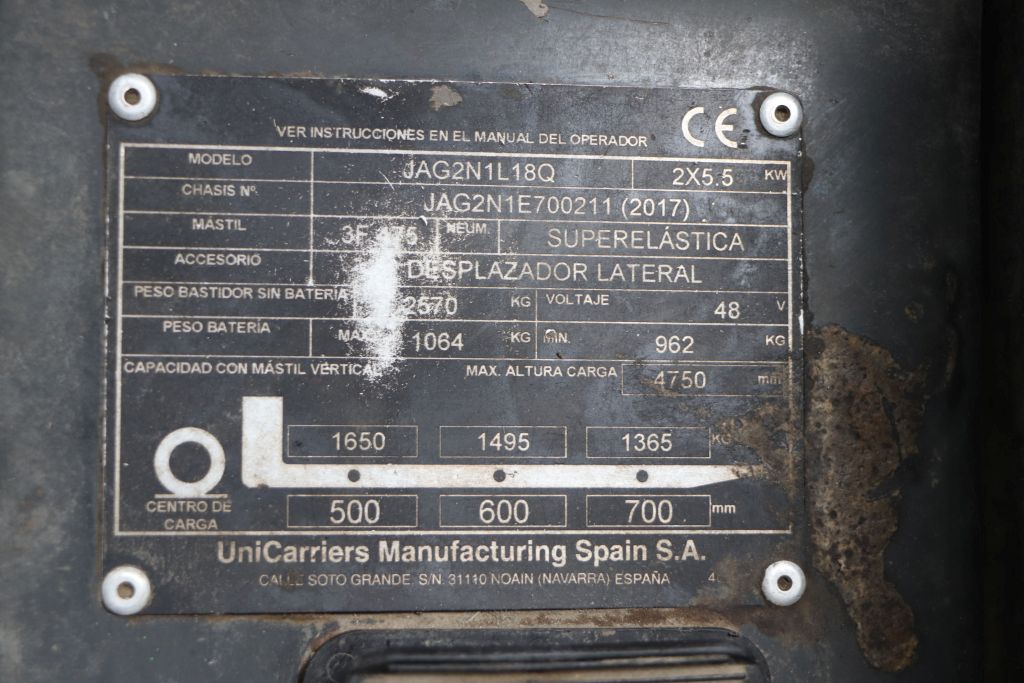 VER INSTRUCCIONES EN EL MANUAL DEL OPERADOR CE
MODELO JAG2N1L18Q 2X5.5 KW
CHASIS Nº. JAG2N1E700211 (2017)
MÁSTIL NEUM. SUPERELÁSTICA
ACCESORIO DESPLAZADOR LATERAL
PESO BASTIDOR SIN BATERÍA 2570 KG VOLTAJE 48 V
PESO BATERÍA 1064 KG MIN. 962 KG
CAPACIDAD CON MÁSTIL VERTICAL MAX. ALTURA CARGA 4750 mm
1650 1495 1365 KG
CENTRO DE
CARGA
500 600 700 mm
UniCarriers Manufacturing Spain S.A.
CALLE SOTO GRANDE, S/N. 31110 NOAIN (NAVARRA) ESPAÑA